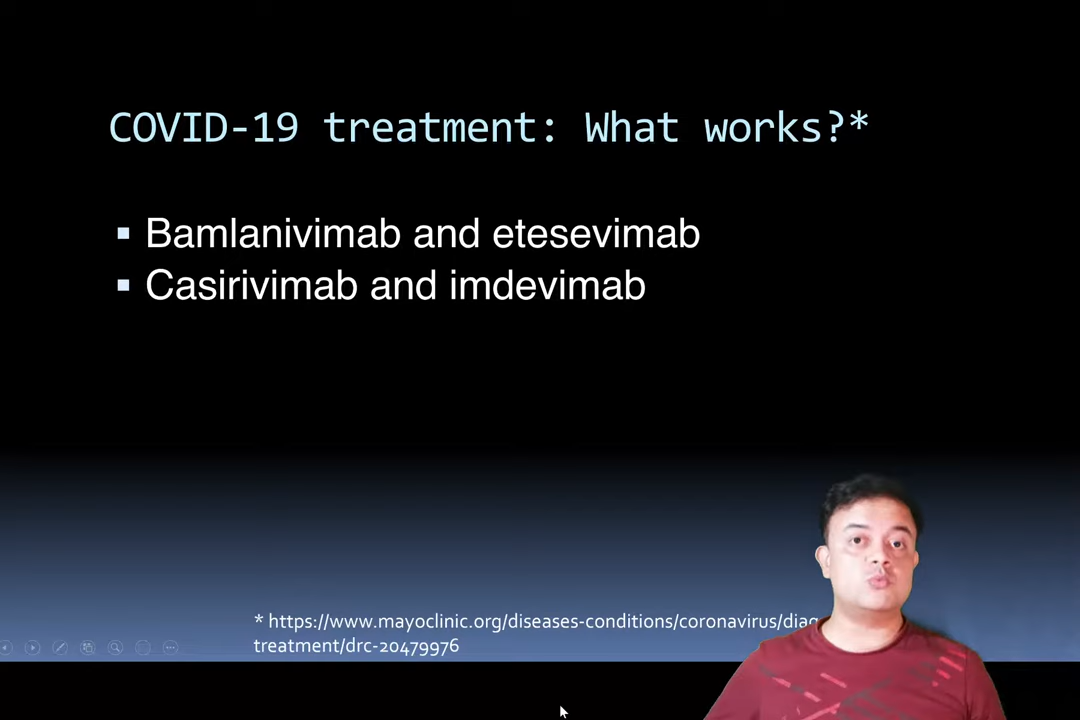 COVID-19 treatment: What works?*
Bamlanivimab and etesevimab
Casirivimab and imdevimab
* https://www.mayoclinic.org/diseases-conditions/coronavirus/diag
treatment/drc-20479976